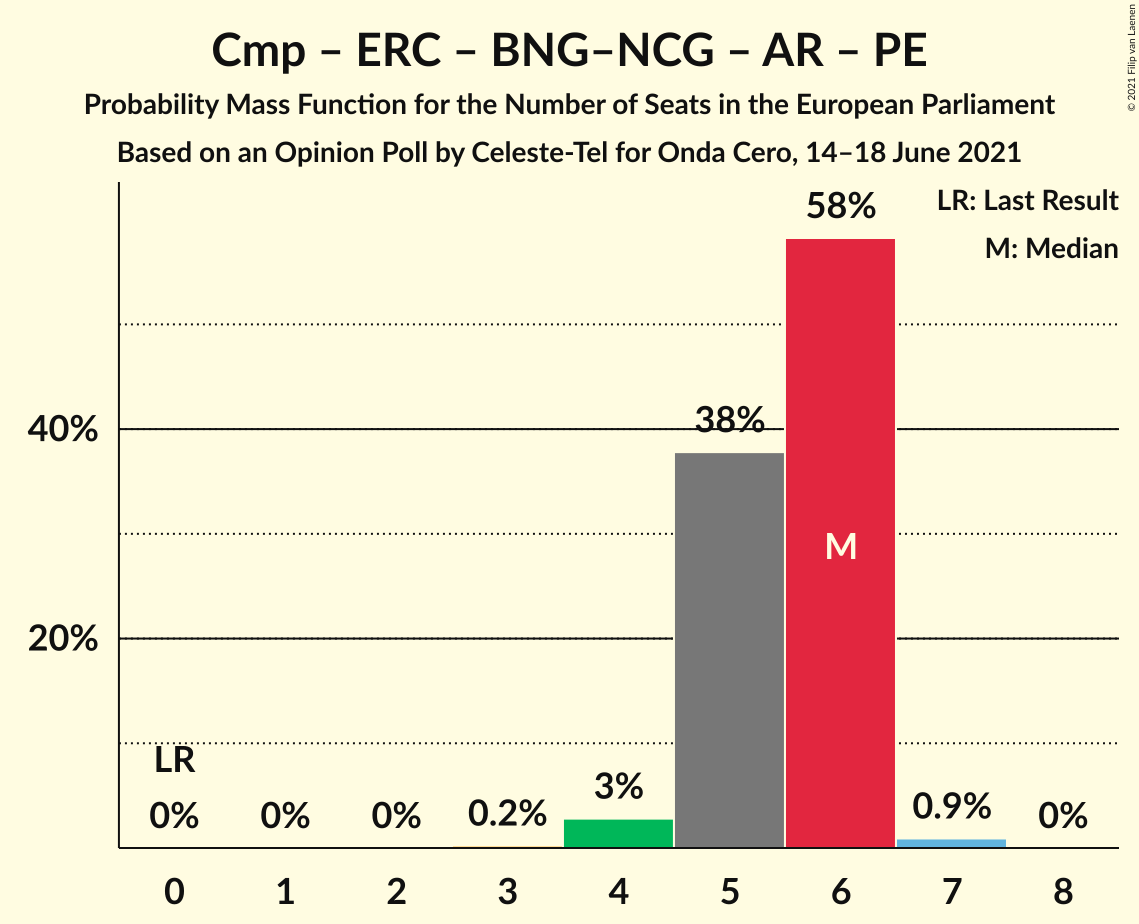 Cmp – ERC – BNG–NCG – AR – PE
Probability Mass Function for the Number of Seats in the European Parliament
Based on an Opinion Poll by Celeste-Tel for Onda Cero, 14–18 June 2021
© 2021 Filip van Laenen
LR: Last Result
M: Median
58%
40%
38%
M
20%
LR
0%
0%
0%
0.2%
3%
0.9%
0%
0
1
2
3
4
5
6
7
8